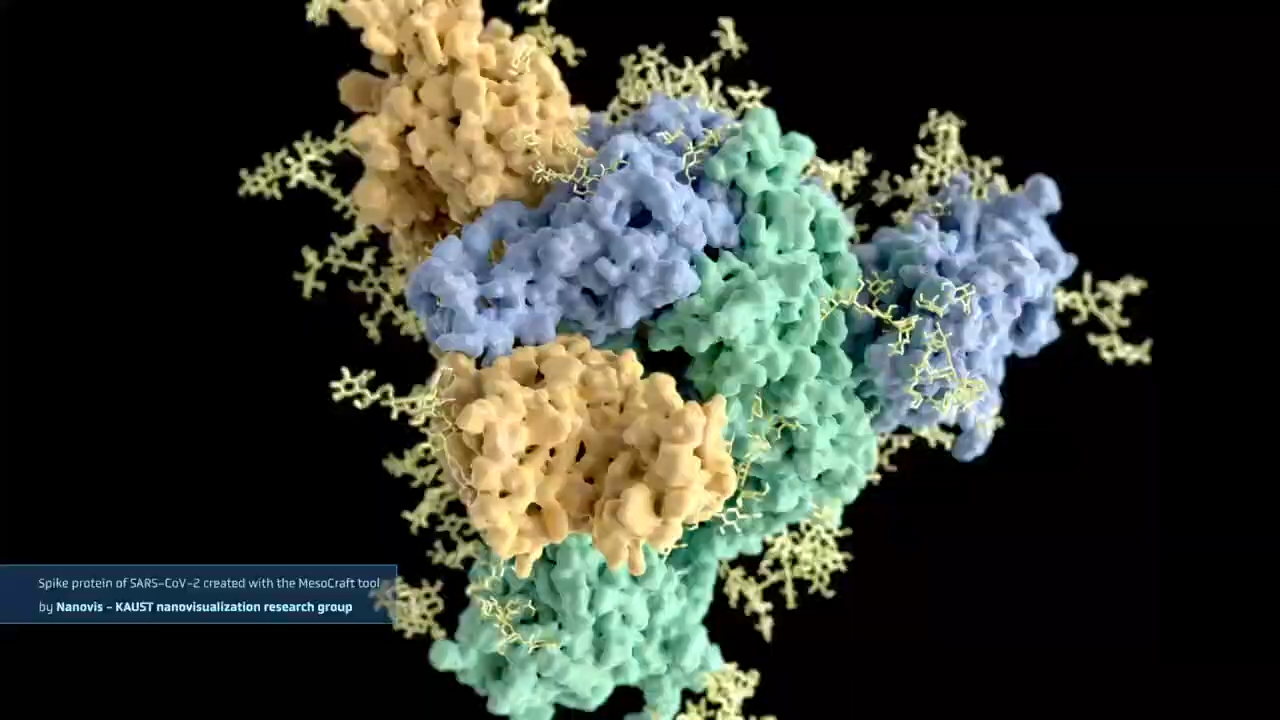 Spike protein of SARS-CoV-2 created with the MesoCraft tool
by Nanovis - KAUST nanovisualization research group